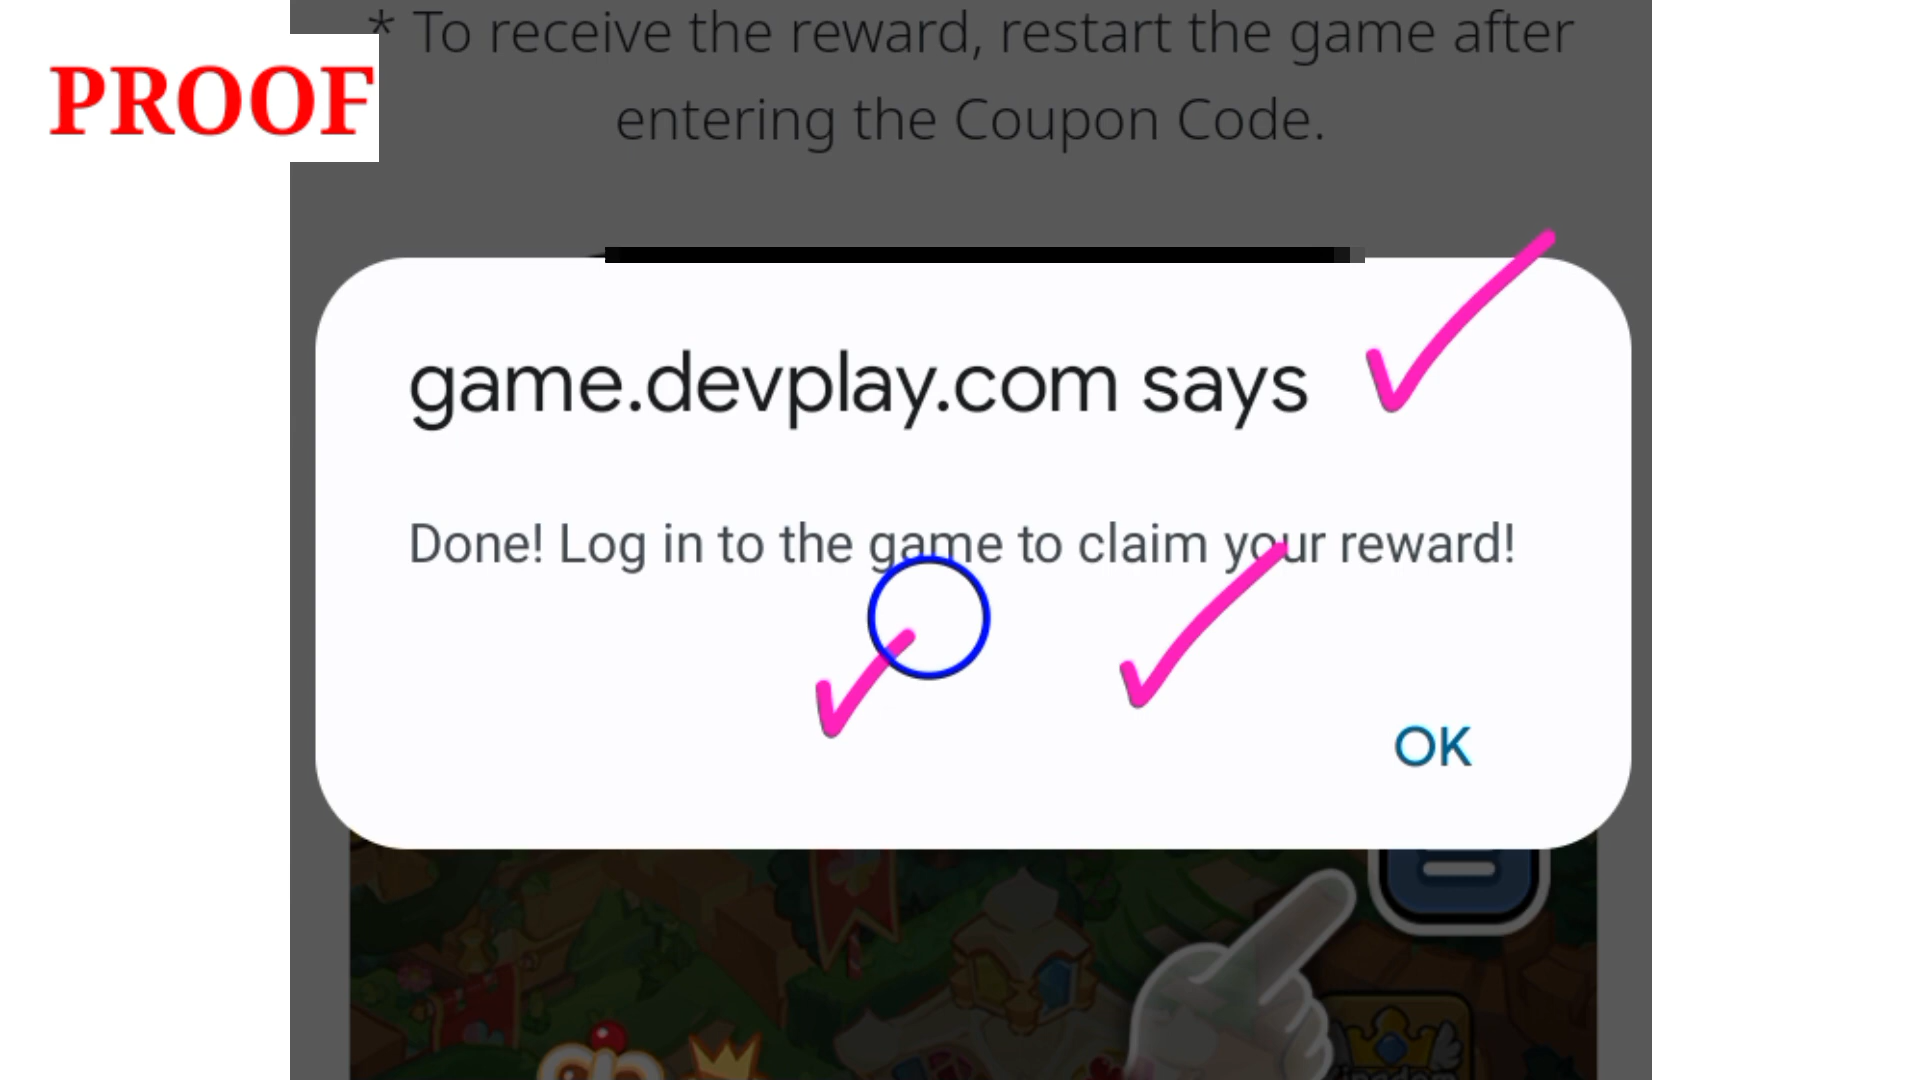 * To receive the reward, restart the game after
PROOF
entering the Coupon Code.
game.devplay.com says
Done! Log in to the game to claim your reward!
OK